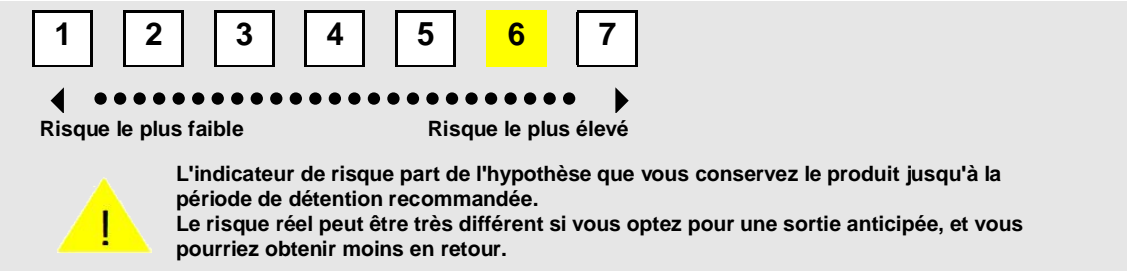 1 2 3 4 5 6 7
Risque le plus faible Risque le plus élevé
L'indicateur de risque part de l'hypothèse que vous conservez le produit jusqu'à la
période de détention recommandée.
Le risque réel peut être très différent si vous optez pour une sortie anticipée, et vous
pourriez obtenir moins en retour.
!